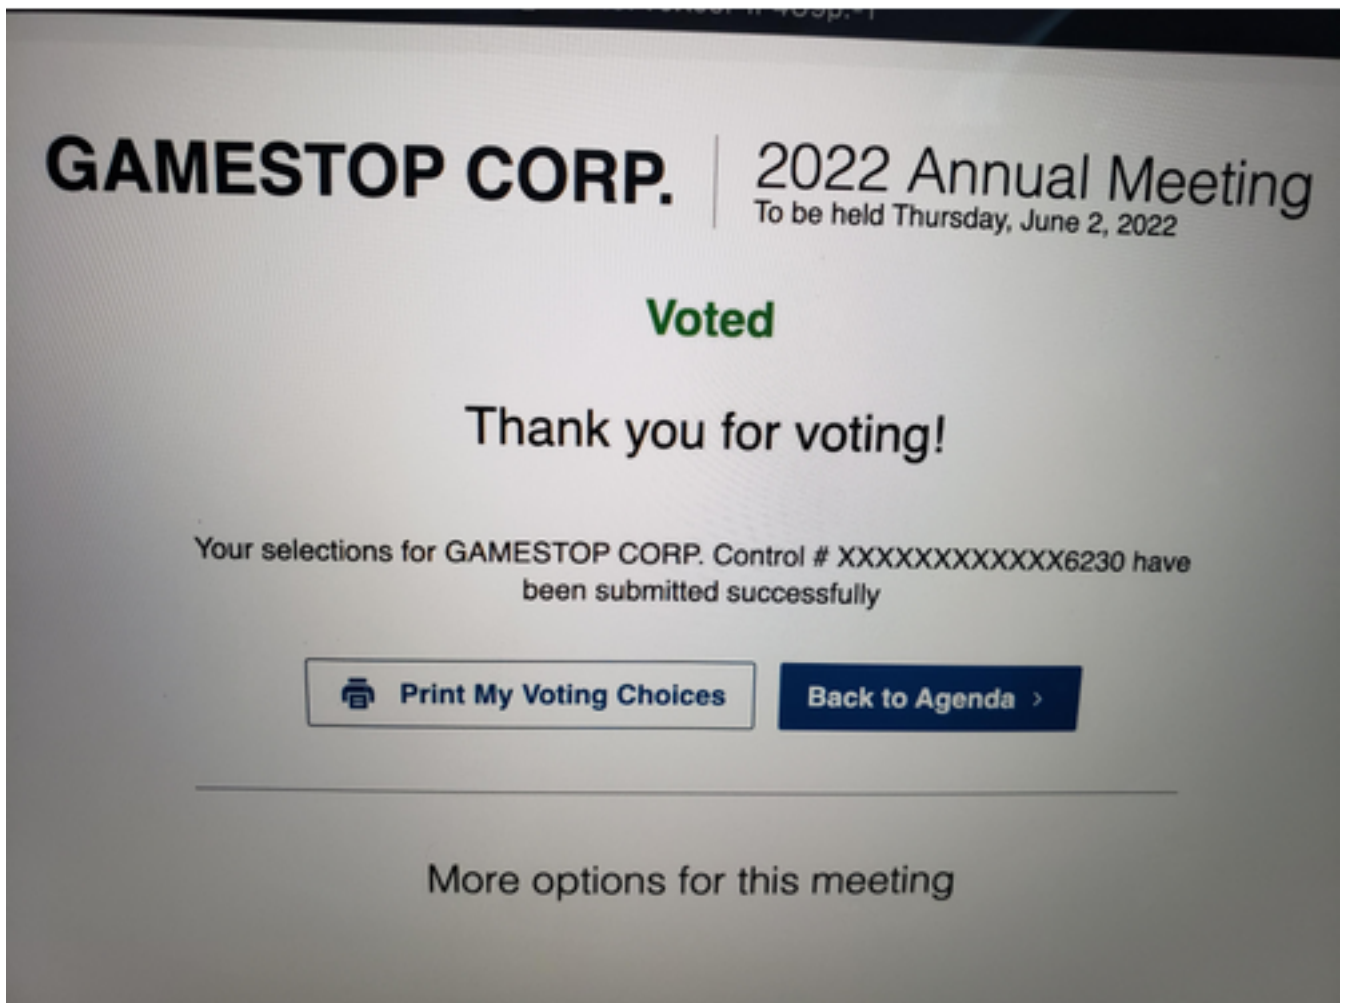 GAMESTOP CORP.
2022 Annual Meeting
To be held Thursday, June 2, 2022
Voted
Thank you for voting!
Your selections for GAMESTOP CORP. Control # XXXXXXXXXXXX6230 have
been submitted successfully
Print My Voting Choices
Back to Agenda >
More options for this meeting